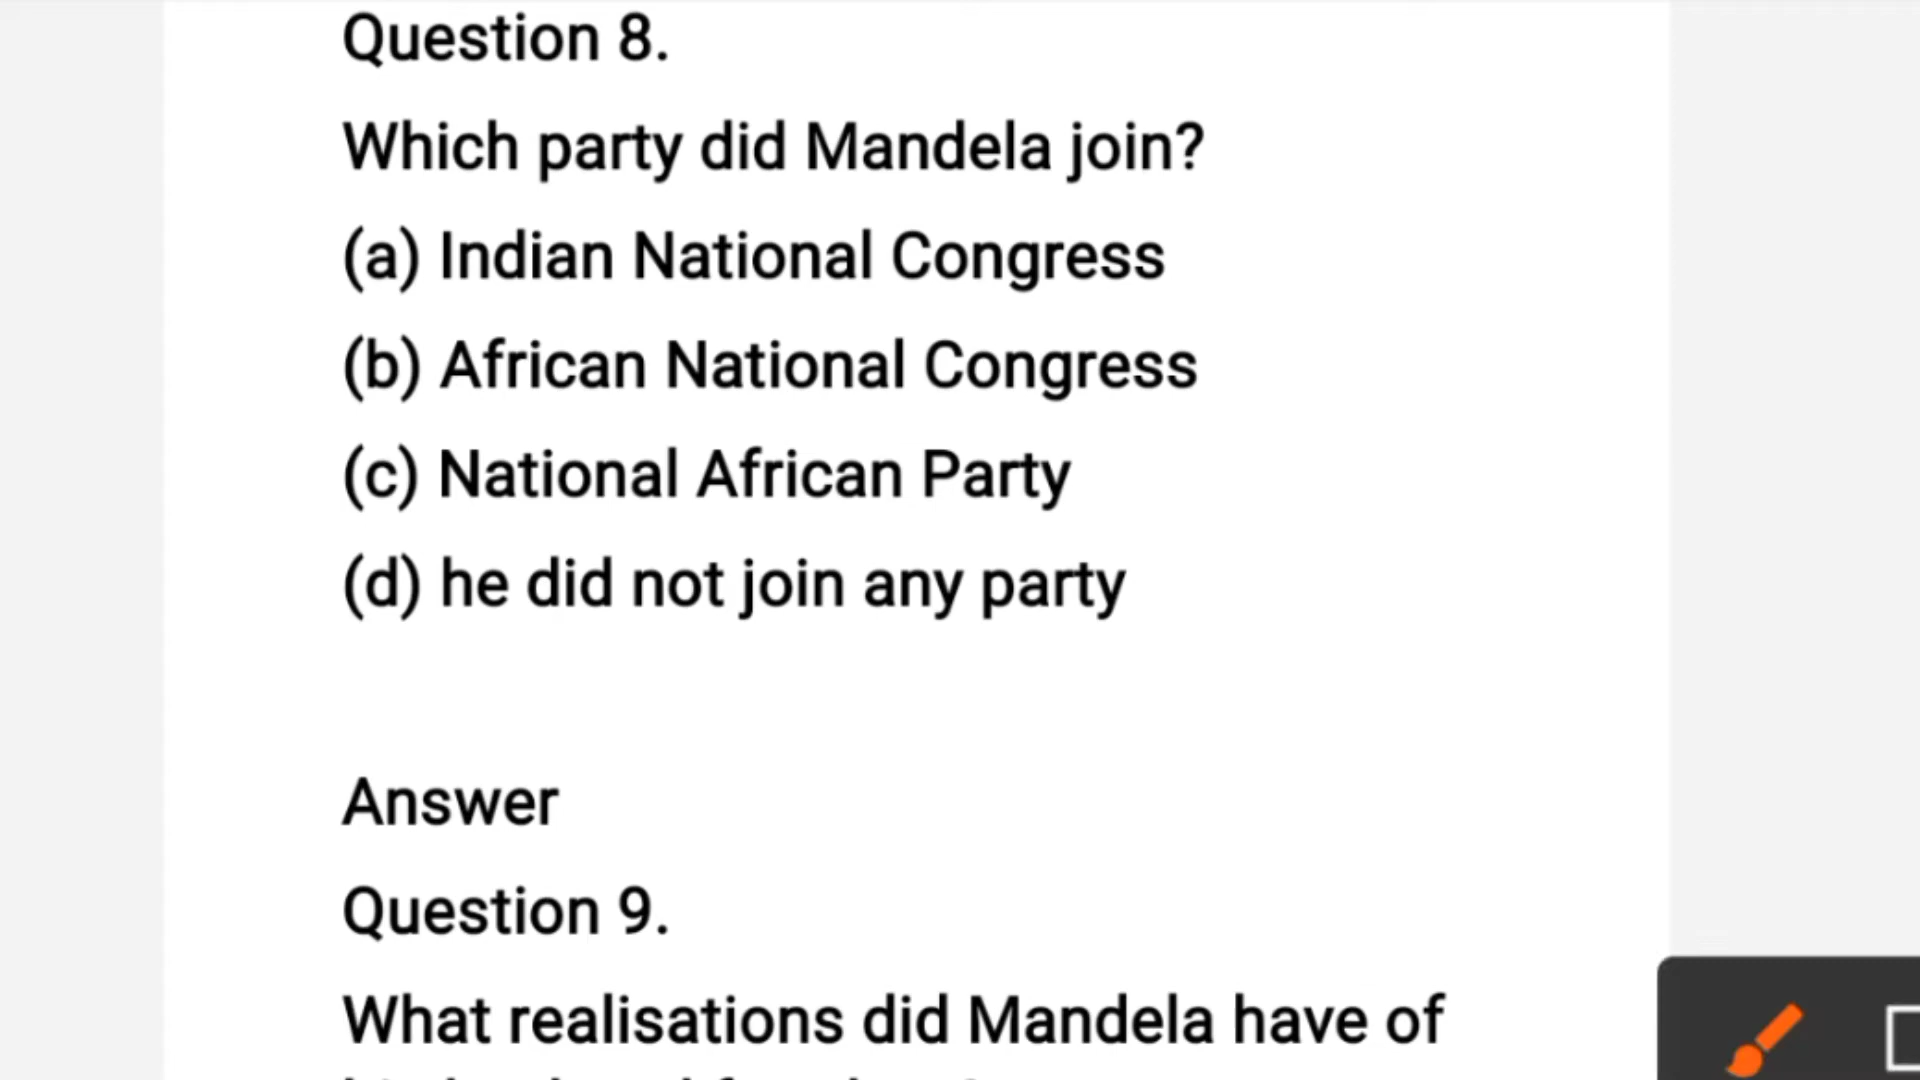 Question 8.
Which party did Mandela join?
(a) Indian National Congress
(b) African National Congress
(c) National African Party
(d) he did not join any party
Answer
Question 9.
What realisations did Mandela have of